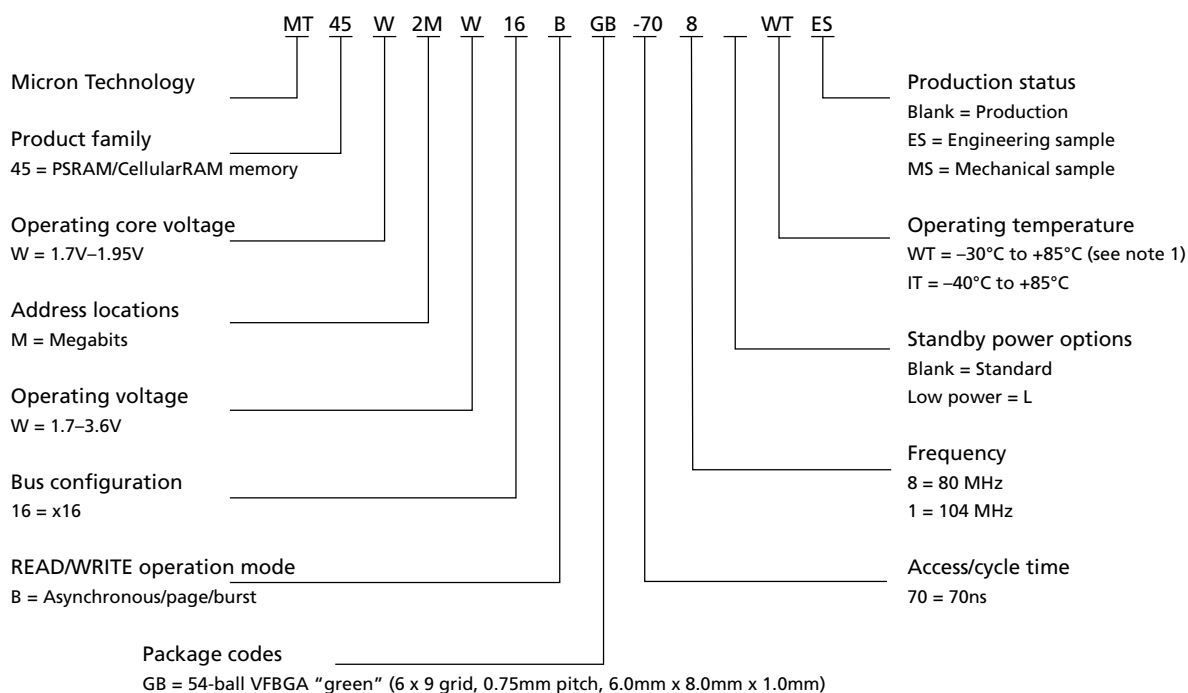 MT 45 W 2M W 16 B GB -70 8 WT ES
Micron Technology
Product family
45 = PSRAM/CellularRAM memory
Operating core voltage
W = 1.7V–1.95V
Address locations
M = Megabits
Operating voltage
W = 1.7–3.6V
Bus configuration
16 = x16
READ/WRITE operation mode
B = Asynchronous/page/burst
Package codes
GB = 54-ball VFBGA “green” (6 x 9 grid, 0.75mm pitch, 6.0mm x 8.0mm x 1.0mm)
Production status
Blank = Production
ES = Engineering sample
MS = Mechanical sample
Operating temperature
WT = –30°C to +85°C (see note 1)
IT = –40°C to +85°C
Standby power options
Blank = Standard
Low power = L
Frequency
8 = 80 MHz
1 = 104 MHz
Access/cycle time
70 = 70ns